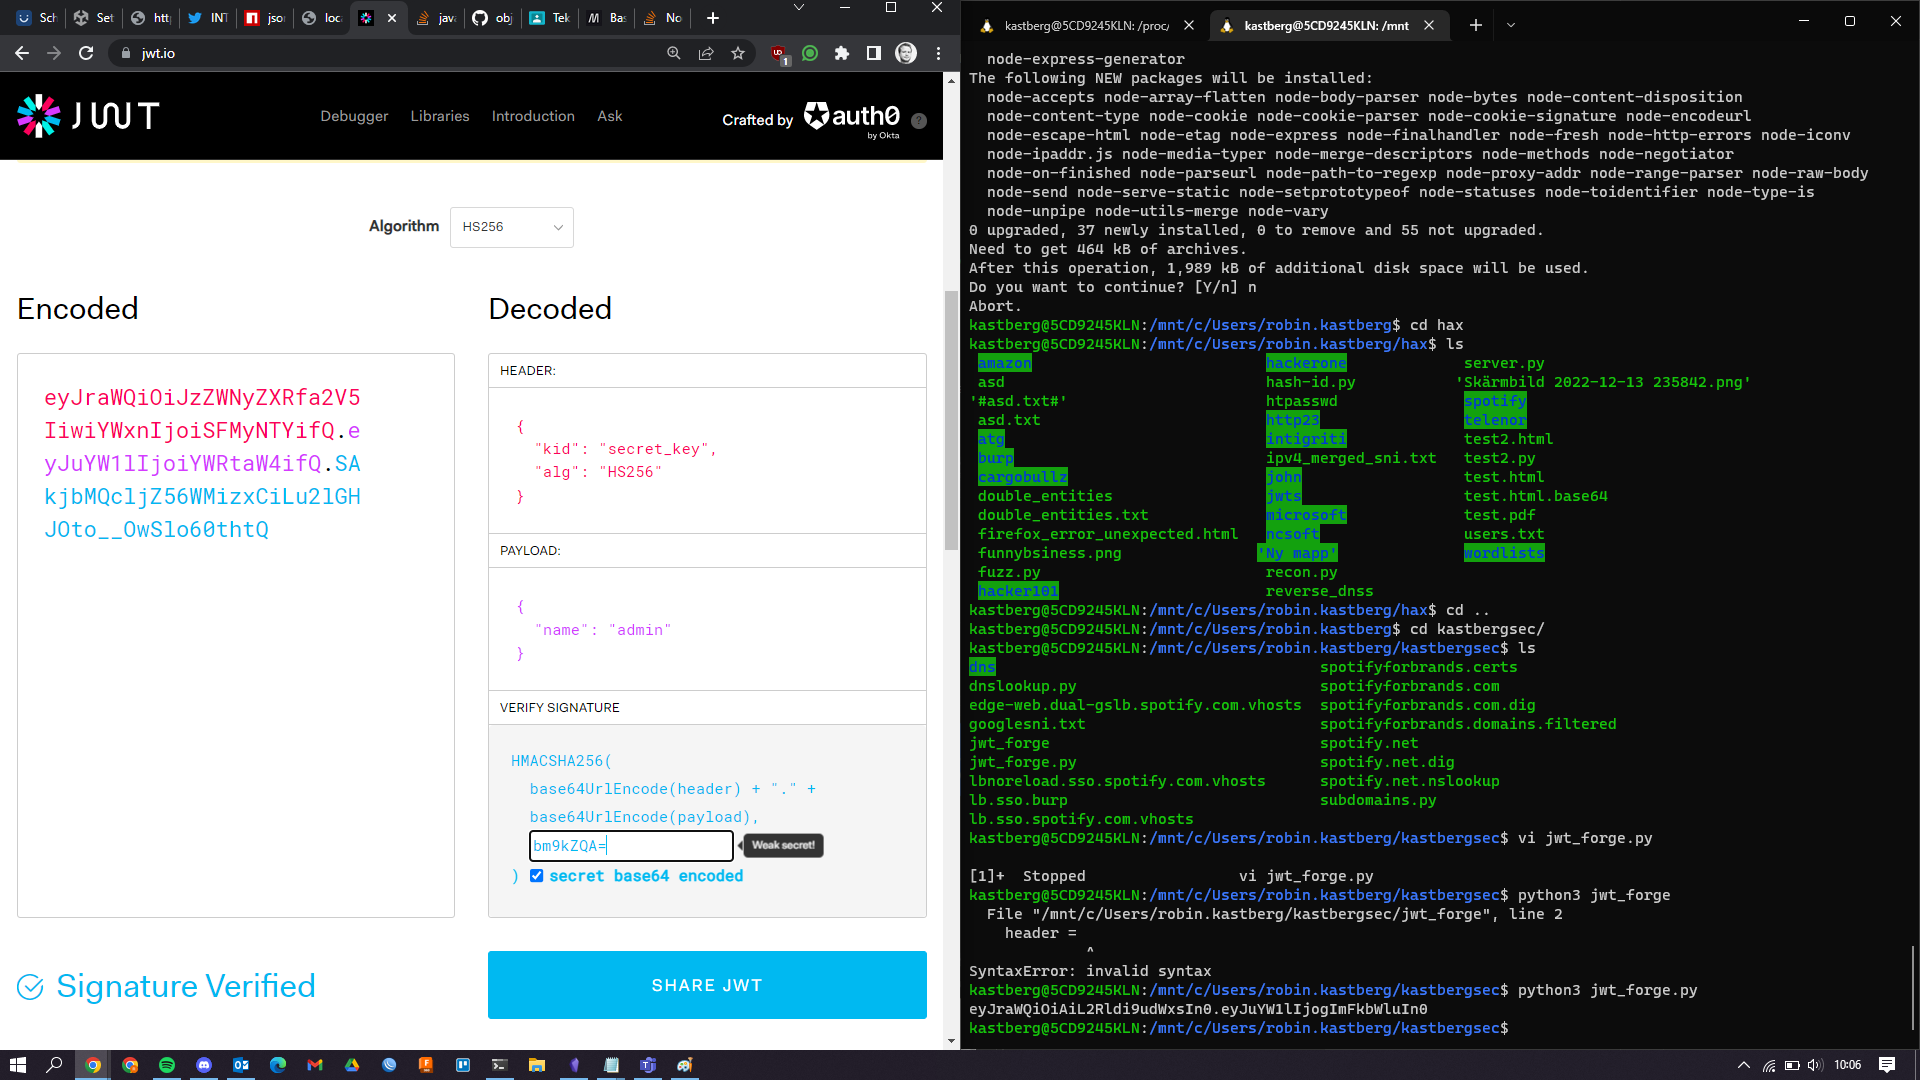 Sch
Set
htt
INT
jso
loc
java
obj
Tek
Bas
No
jwt.io
UD
1
JWT
Debugger
Libraries
Introduction
Ask
Crafted by
auth0
by Okta
?
Algorithm
HS256
Encoded
Decoded
eyJraWQiOiJzZWNyZXRfa2V5
IiwiYWxnIjoiSFMyNTYifQ.e
yJuYW1lIjoiYWRtaW4ifQ.SA
kjbMQcljZ56WMizxCiLu2lGH
JOto__OwSlo60thtQ
HEADER:
{
"kid": "secret_key",
"alg": "HS256"
}
PAYLOAD:
{
"name": "admin"
}
VERIFY SIGNATURE
HMACSHA256(
base64UrlEncode(header) + "." +
base64UrlEncode(payload),
bm9kZQA=
Weak secret!
) secret base64 encoded
Signature Verified
SHARE JWT
kastberg@5CD9245KLN: /proc/
kastberg@5CD9245KLN: /mnt
node-express-generator
The following NEW packages will be installed:
node-accepts node-array-flatten node-body-parser node-bytes node-content-disposition
node-content-type node-cookie node-cookie-parser node-cookie-signature node-encodeurl
node-escape-html node-etag node-express node-finalhandler node-fresh node-http-errors node-iconv
node-ipaddr.js node-media-typer node-merge-descriptors node-methods node-negotiator
node-on-finished node-parseurl node-path-to-regexp node-proxy-addr node-range-parser node-raw-body
node-send node-serve-static node-setprototypeof node-statuses node-toidentifier node-type-is
node-unpipe node-utils-merge node-vary
0 upgraded, 37 newly installed, 0 to remove and 55 not upgraded.
Need to get 464 kB of archives.
After this operation, 1,989 kB of additional disk space will be used.
Do you want to continue? [Y/n] n
Abort.
kastberg@5CD9245KLN:/mnt/c/Users/robin.kastberg$ cd hax
kastberg@5CD9245KLN:/mnt/c/Users/robin.kastberg/hax$ ls
amazon hackerone server.py
asd hash-id.py 'Skärmbild 2022-12-13 235842.png'
'#asd.txt#' htpasswd spotify
asd.txt http23 telenor
atg intigriti test2.html
burp ipv4_merged_sni.txt test2.py
cargobullz john test.html
double_entities jwts test.html.base64
double_entities.txt microsoft test.pdf
firefox_error_unexpected.html ncsoft users.txt
funnybsiness.png 'Ny mapp' wordlists
fuzz.py recon.py
hacker101 reverse_dnss
kastberg@5CD9245KLN:/mnt/c/Users/robin.kastberg/hax$ cd ..
kastberg@5CD9245KLN:/mnt/c/Users/robin.kastberg$ cd kastbergsec/
kastberg@5CD9245KLN:/mnt/c/Users/robin.kastberg/kastbergsec$ ls
dns spotifyforbrands.certs
dnslookup.py spotifyforbrands.com
edge-web.dual-gslb.spotify.com.vhosts spotifyforbrands.com.dig
googlesni.txt spotifyforbrands.domains.filtered
jwt_forge spotify.net
jwt_forge.py spotify.net.dig
lbnoreload.sso.spotify.com.vhosts spotify.net.nslookup
lb.sso.burp subdomains.py
lb.sso.spotify.com.vhosts
kastberg@5CD9245KLN:/mnt/c/Users/robin.kastberg/kastbergsec$ vi jwt_forge.py
[1]+ Stopped vi jwt_forge.py
kastberg@5CD9245KLN:/mnt/c/Users/robin.kastberg/kastbergsec$ python3 jwt_forge
File "/mnt/c/Users/robin.kastberg/kastbergsec/jwt_forge", line 2
header =
^
SyntaxError: invalid syntax
kastberg@5CD9245KLN:/mnt/c/Users/robin.kastberg/kastbergsec$ python3 jwt_forge.py
eyJraWQiOiAiL2Rldi9udWxsIn0.eyJuYW1lIjogImFkbWluIn0
kastberg@5CD9245KLN:/mnt/c/Users/robin.kastberg/kastbergsec$
10:06